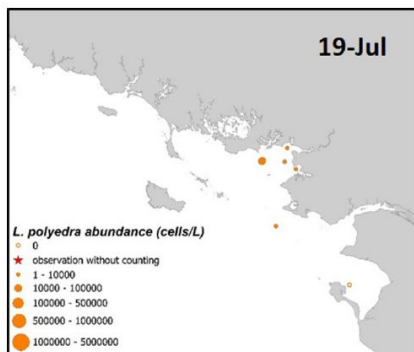 19-Jul
L. polyedra abundance (cells/L)
0
observation without counting
1 - 10000
10000 - 100000
100000 - 500000
500000 - 1000000
1000000 - 5000000